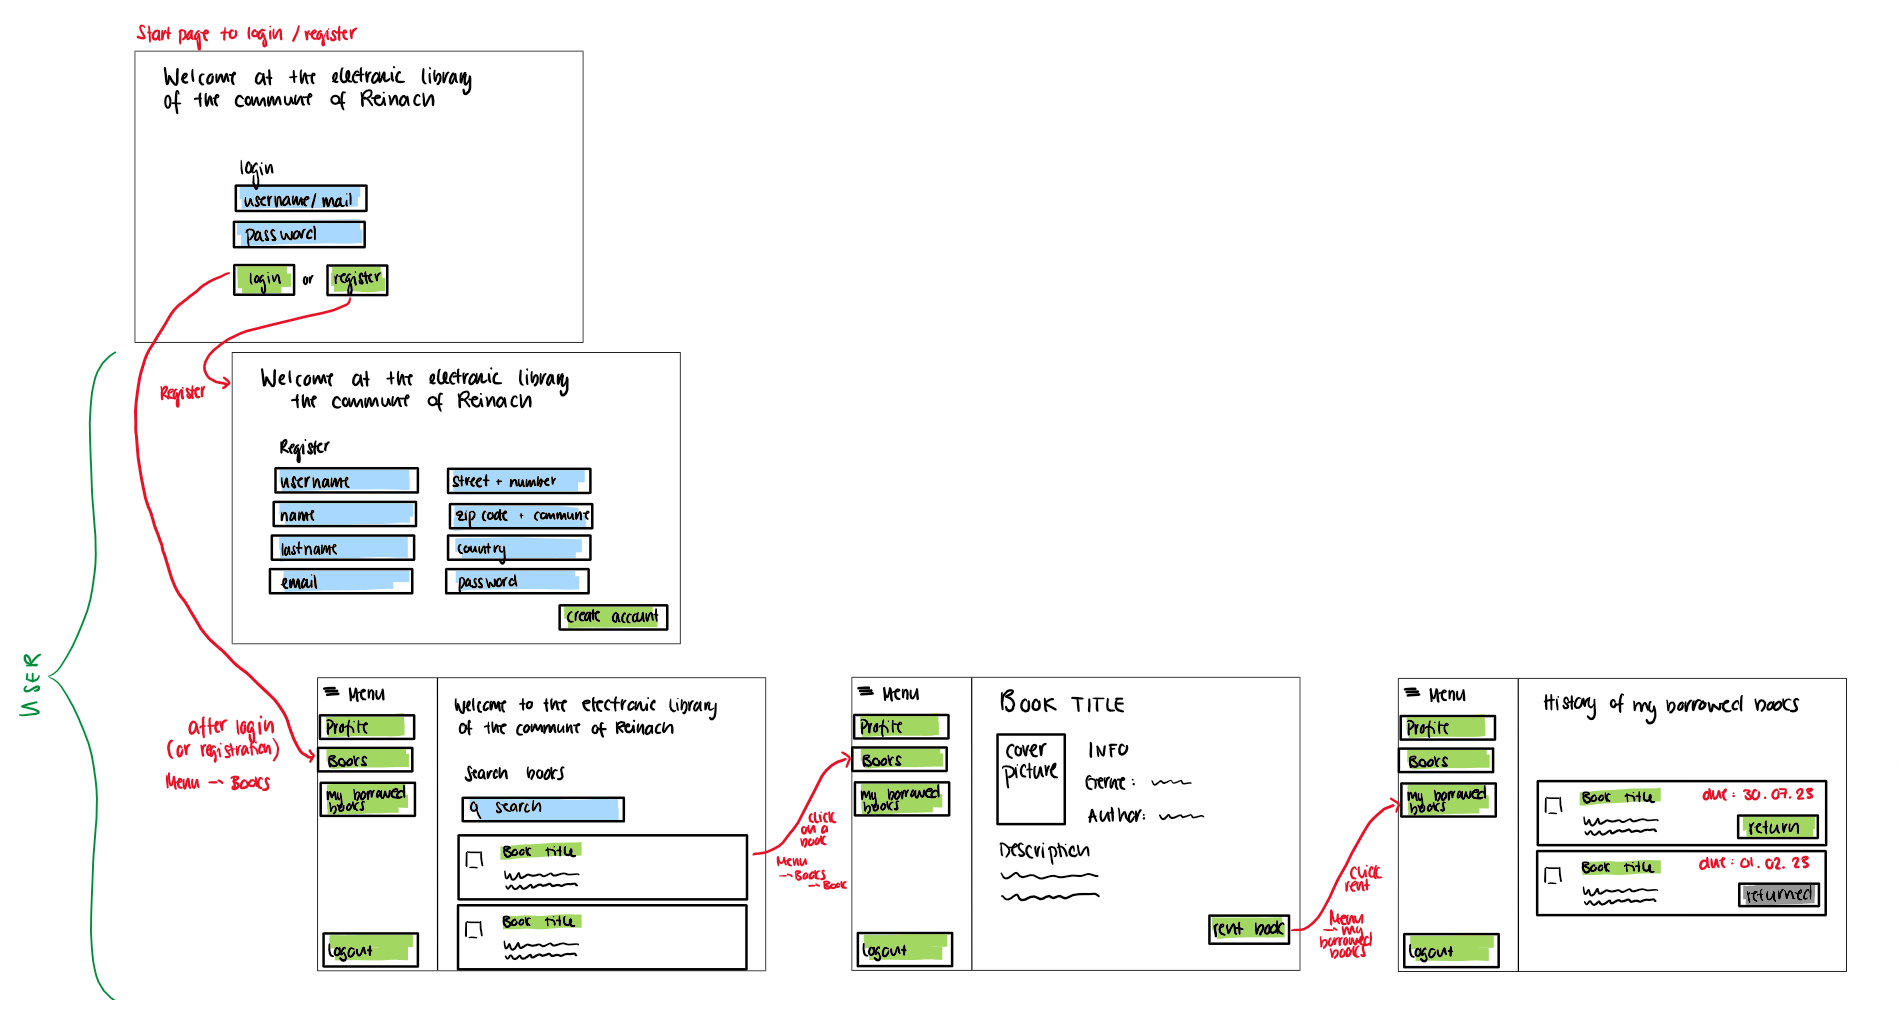 Start page to login / register
Welcome at the electronic library
of the commune of Reinach
login
username/ mail
password
login or register
Register
Welcome at the electronic library
the commune of Reinach
Register
username
name
lastname
email
street + number
zip code + commune
country
password
create account
USER
after login
(or registration)
Menu -> Books
Menu
Profile
Books
my borrowed
books
logout
Welcome to the electronic library
of the commune of Reinach
Search books
search
Book title
Book title
click
on a
book
Menu
-> Books
-> Book
Menu
Profile
Books
my borrowed
books
logout
BOOK TITLE
cover
picture
INFO
Genre:
Author:
Description
rent book
click
rent
Menu
-> my
borrowed
books
Menu
Profile
Books
my borrowed
books
logout
History of my borrowed books
Book title
due: 30.07.23
return
Book title
due: 01.02.23
returned